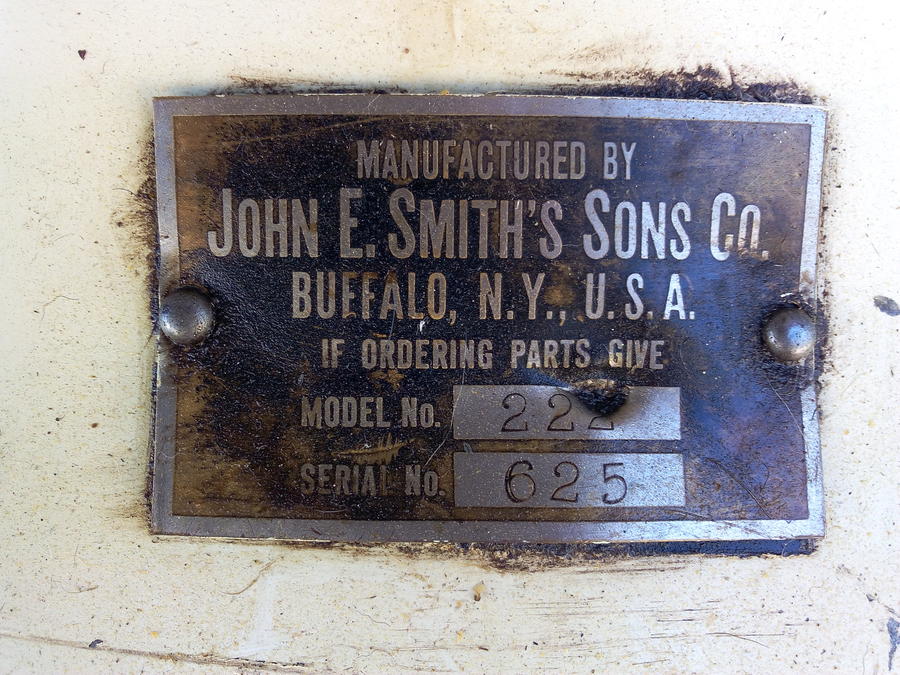 MANUFACTURED BY
JOHN E. SMITH'S SONS CO.
BUFFALO, N.Y., U.S.A.
IF ORDERING PARTS GIVE
MODEL No. 222
SERIAL No. 625